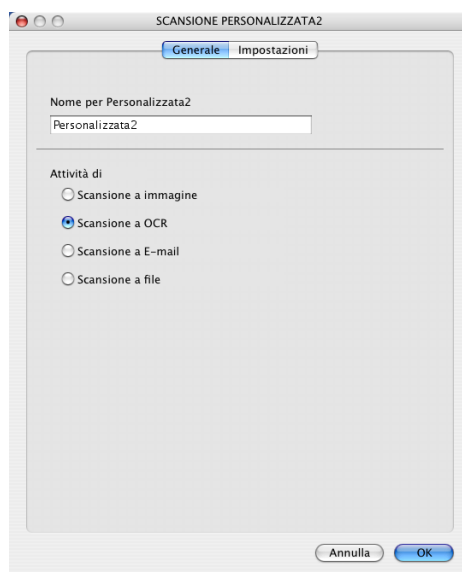 SCANSIONE PERSONALIZZATA2
Generale Impostazioni
Nome per Personalizzata2
Personalizzata2
Attività di
Scansione a immagine
Scansione a OCR
Scansione a E-mail
Scansione a file
Annulla OK